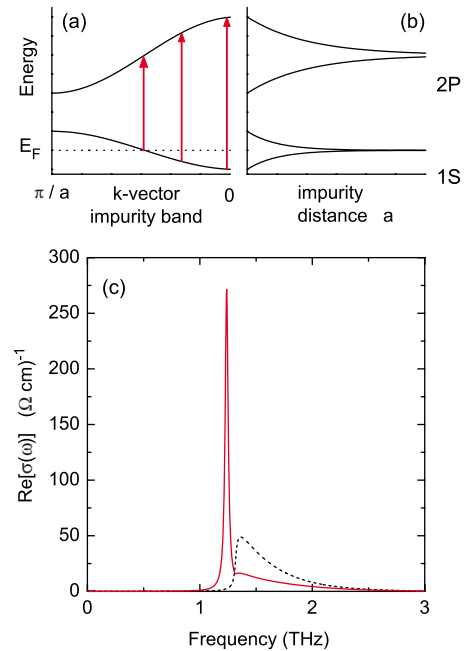 (a)
(b)
Energy
2P
E_F
1S
π / a
k-vector
0
impurity band
impurity
distance a
(c)
300
250
200
150
100
50
0
Re[σ(ω)] (Ω cm)⁻¹
0
1
2
3
Frequency (THz)